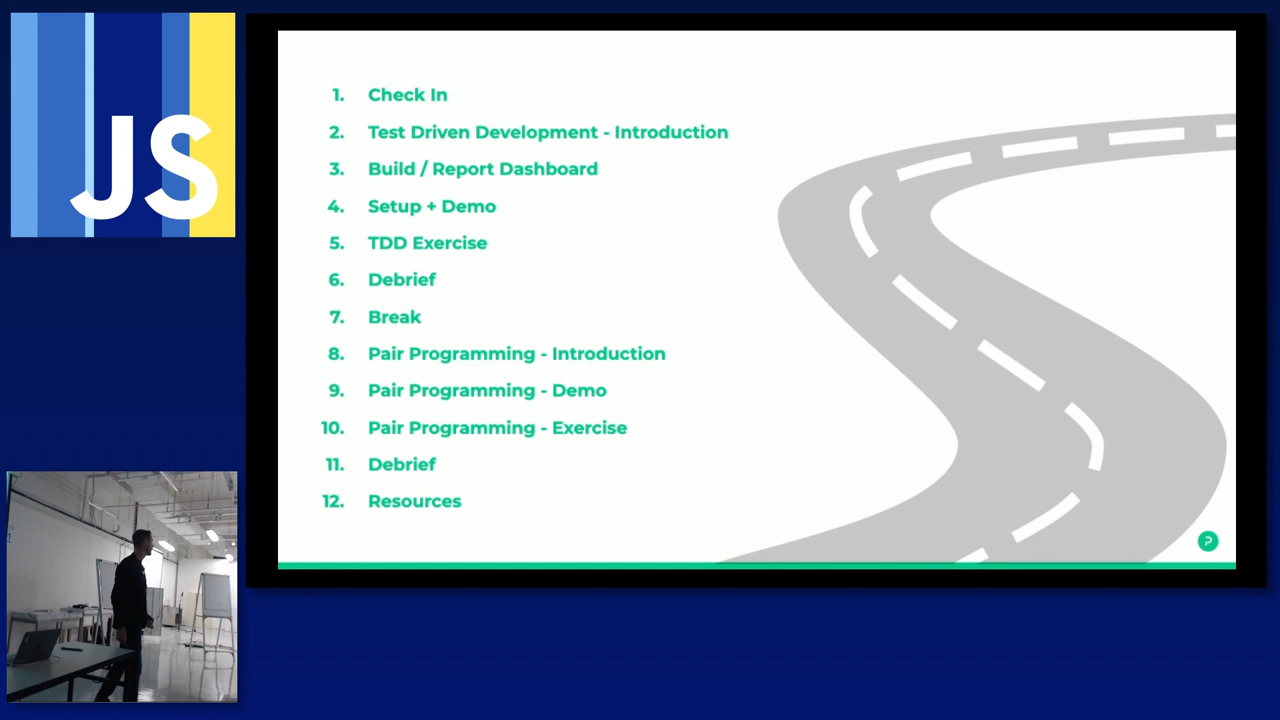 JS
1. Check In
2. Test Driven Development - Introduction
3. Build / Report Dashboard
4. Setup + Demo
5. TDD Exercise
6. Debrief
7. Break
8. Pair Programming - Introduction
9. Pair Programming - Demo
10. Pair Programming - Exercise
11. Debrief
12. Resources